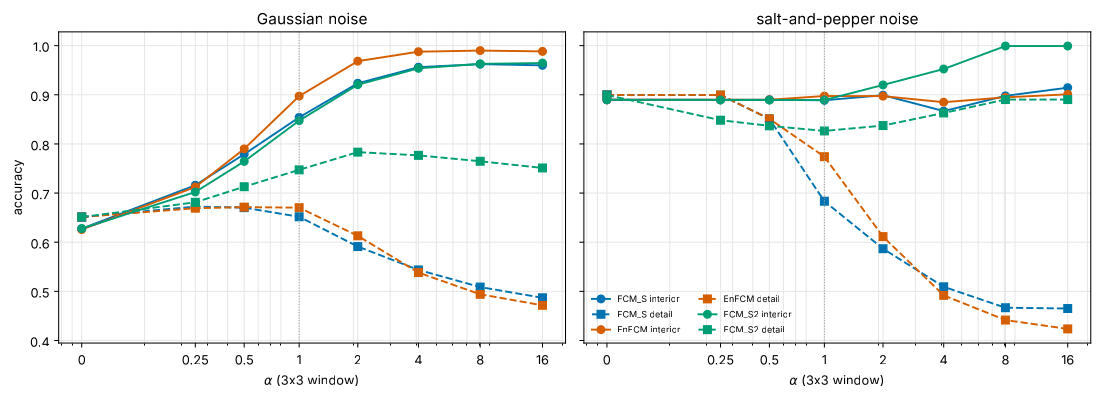 Gaussian noise
salt-and-pepper noise
accuracy
1.0
0.9
0.8
0.7
0.6
0.5
0.4
0 0.25 0.5 1 2 4 8 16
α (3x3 window)
FCM_S interior
FCM_S detail
EnFCM interior
EnFCM detail
FCM_S2 interior
FCM_S2 detail
0 0.25 0.5 1 2 4 8 16
α (3x3 window)